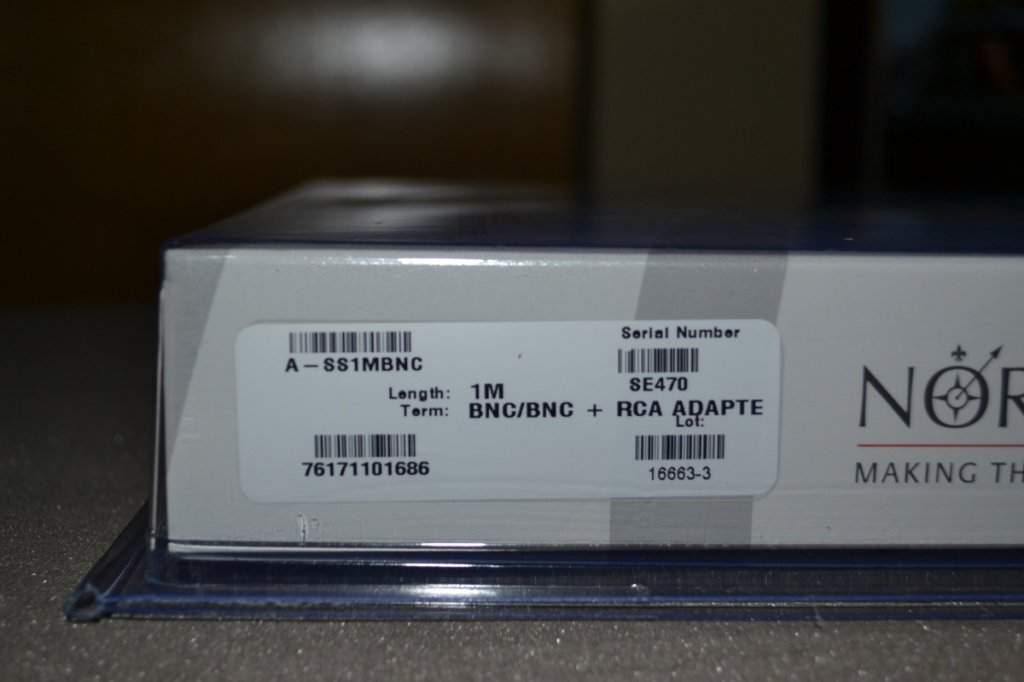 A-SS1MBNC
Serial Number
SE470
Length: 1M
Term: BNC/BNC + RCA ADAPTE
Lot:
76171101686
16663-3
NOR
MAKING TH